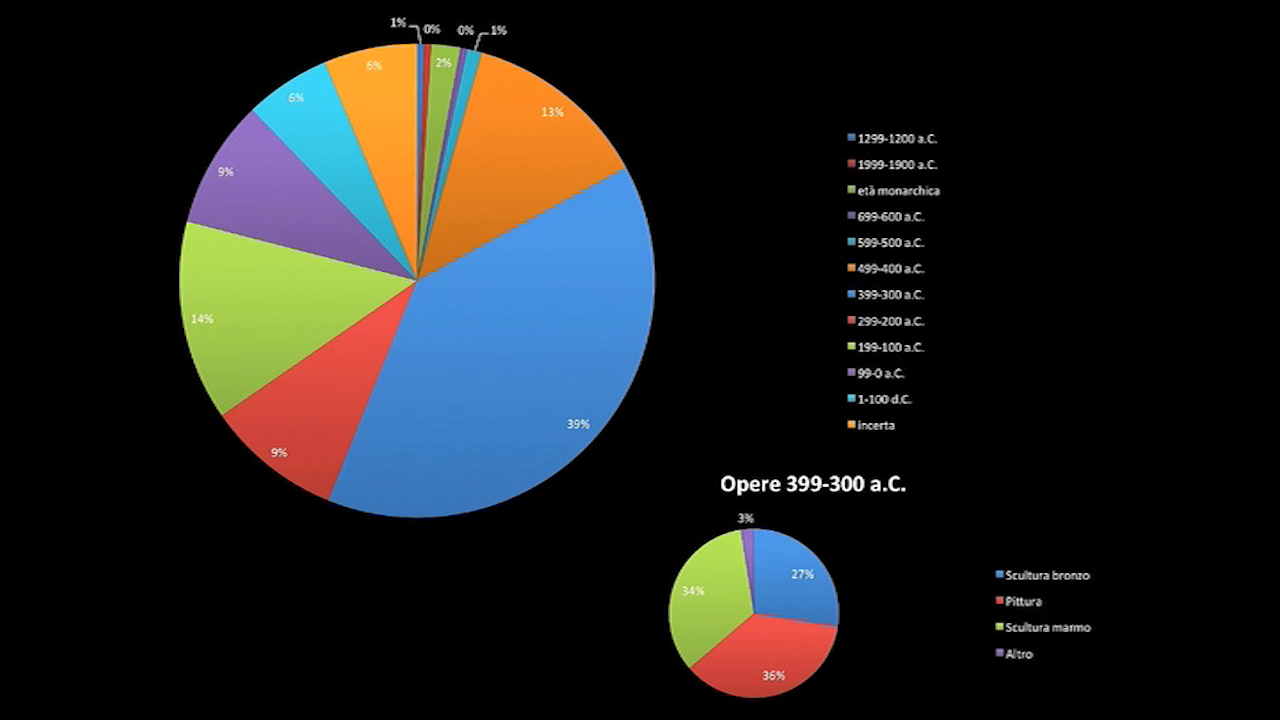 1%
0%
0%
1%
2%
6%
13%
6%
9%
14%
9%
39%
1299-1200 a.C.
1999-1900 a.C.
età monarchica
699-600 a.C.
599-500 a.C.
499-400 a.C.
399-300 a.C.
299-200 a.C.
199-100 a.C.
99-0 a.C.
1-100 d.C.
incerta
Opere 399-300 a.C.
3%
27%
34%
36%
Scultura bronzo
Pittura
Scultura marmo
Altro